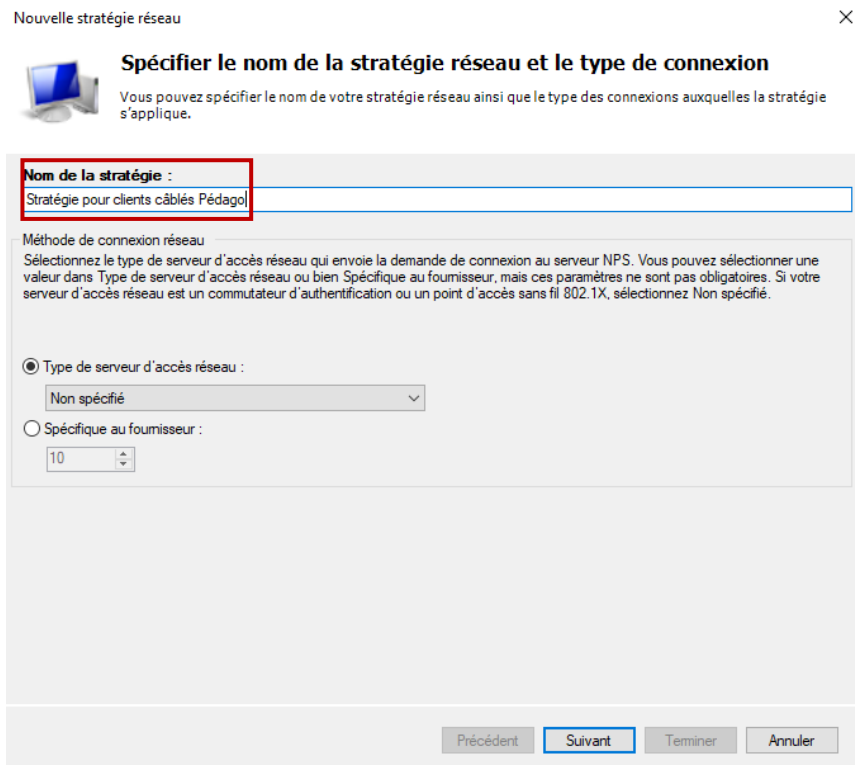 Nouvelle stratégie réseau
Spécifier le nom de la stratégie réseau et le type de connexion
Vous pouvez spécifier le nom de votre stratégie réseau ainsi que le type des connexions auxquelles la stratégie
s'applique.
Nom de la stratégie :
Stratégie pour clients câblés Pédago
Méthode de connexion réseau
Sélectionnez le type de serveur d'accès réseau qui envoie la demande de connexion au serveur NPS. Vous pouvez sélectionner une
valeur dans Type de serveur d'accès réseau ou bien Spécifique au fournisseur, mais ces paramètres ne sont pas obligatoires. Si votre
serveur d'accès réseau est un commutateur d'authentification ou un point d'accès sans fil 802.1X, sélectionnez Non spécifié.
Type de serveur d'accès réseau :
Non spécifié
Spécifique au fournisseur :
10
Précédent Suivant Terminer Annuler